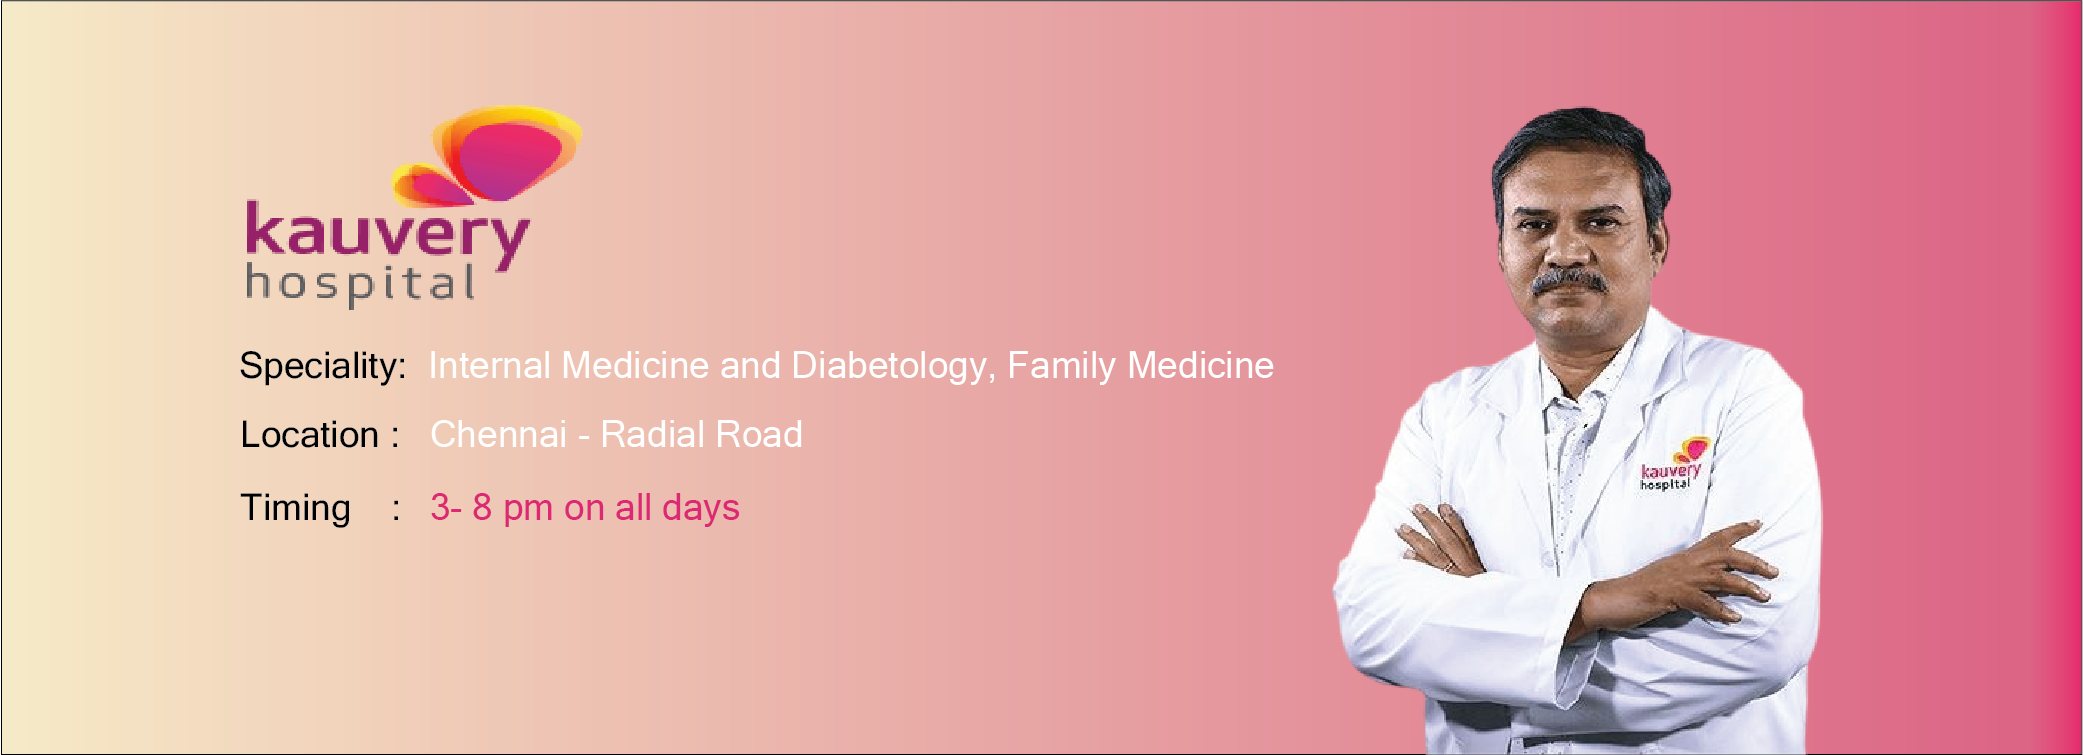 kauvery
hospital
Speciality: Internal Medicine and Diabetology, Family Medicine
Location : Chennai - Radial Road
Timing : 3- 8 pm on all days
kauvery
hospital